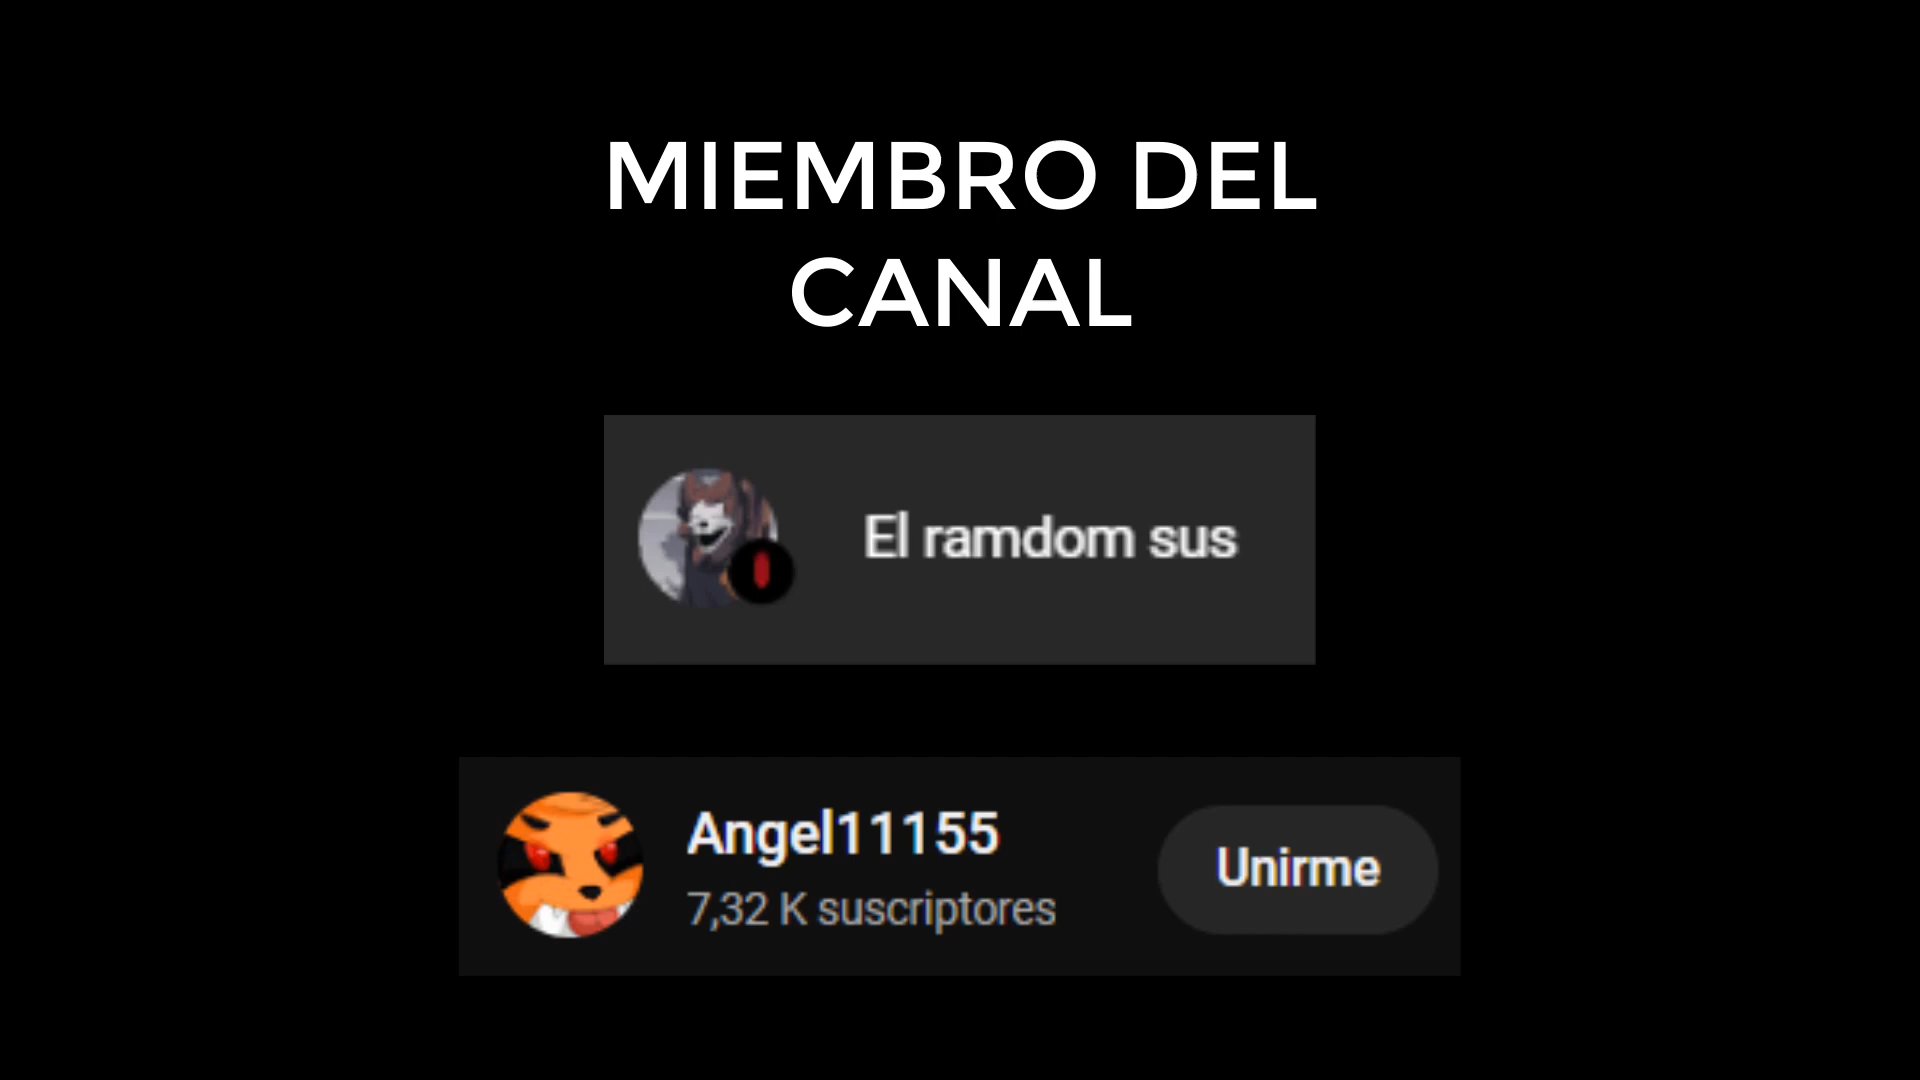 MIEMBRO DEL
CANAL
El ramdom sus
Angel11155
7,32 K suscriptores
Unirme